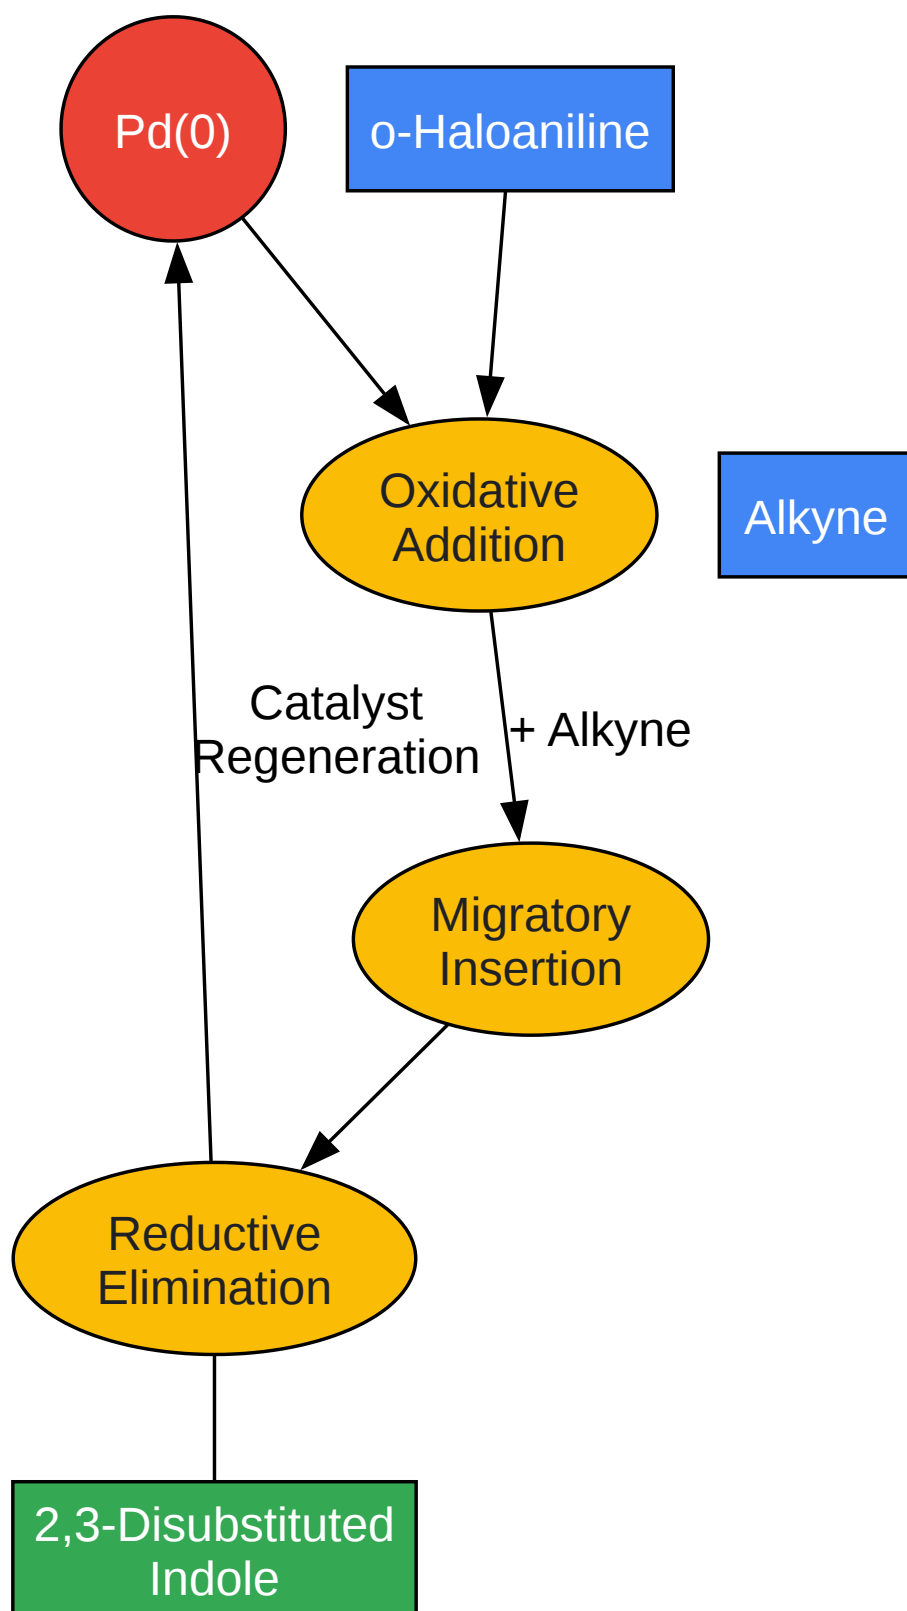 Pd(0)
o-Haloaniline
Oxidative
Addition
Alkyne
Catalyst
Regeneration
+ Alkyne
Migratory
Insertion
Reductive
Elimination
2,3-Disubstituted
Indole